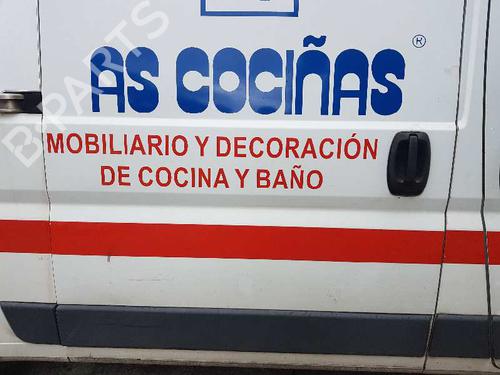 AS COCIÑAS ®
MOBILIARIO Y DECORACIÓN
DE COCINA Y BAÑO
B-PARTS